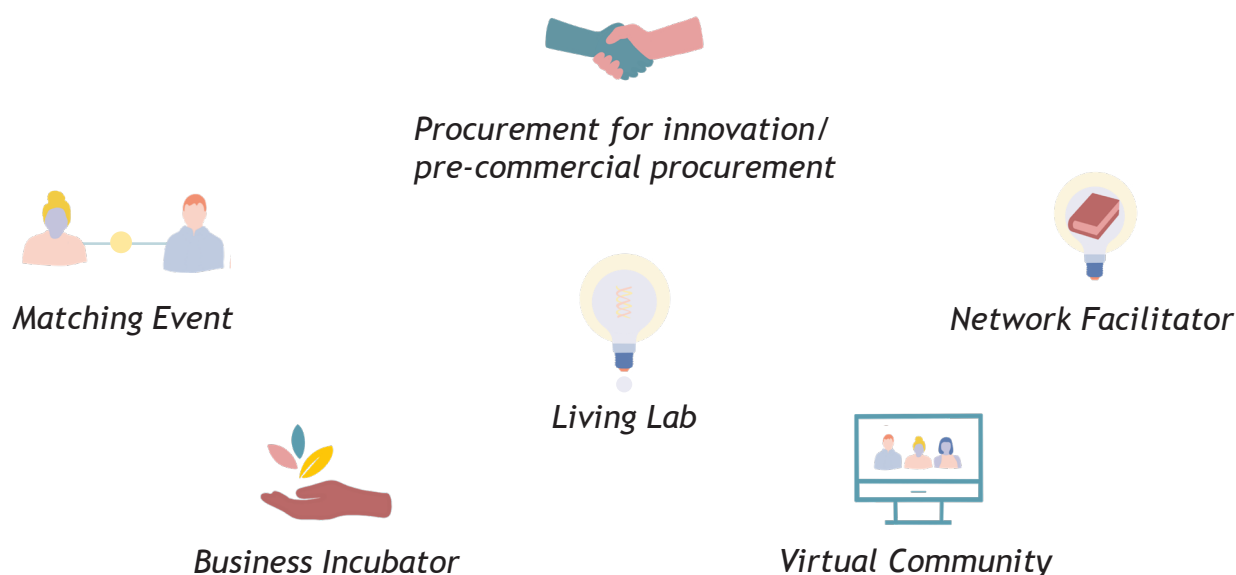 Procurement for innovation/
pre-commercial procurement
Matching Event
Network Facilitator
Living Lab
Business Incubator
Virtual Community